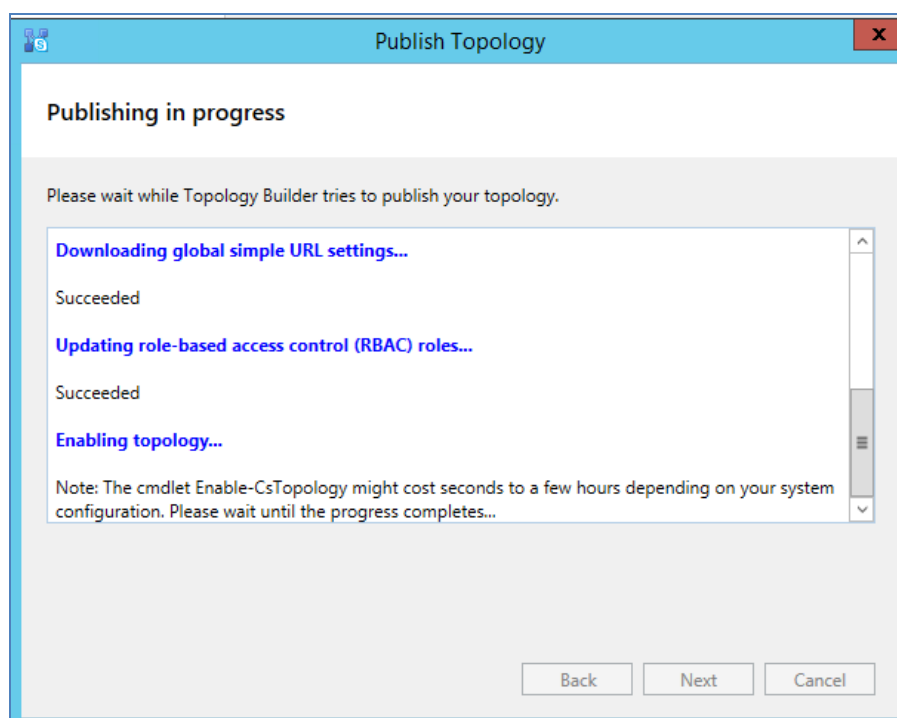 Publish Topology
x
Publishing in progress
Please wait while Topology Builder tries to publish your topology.
Downloading global simple URL settings...
Succeeded
Updating role-based access control (RBAC) roles...
Succeeded
Enabling topology...
Note: The cmdlet Enable-CsTopology might cost seconds to a few hours depending on your system
configuration. Please wait until the progress completes...
Back Next Cancel